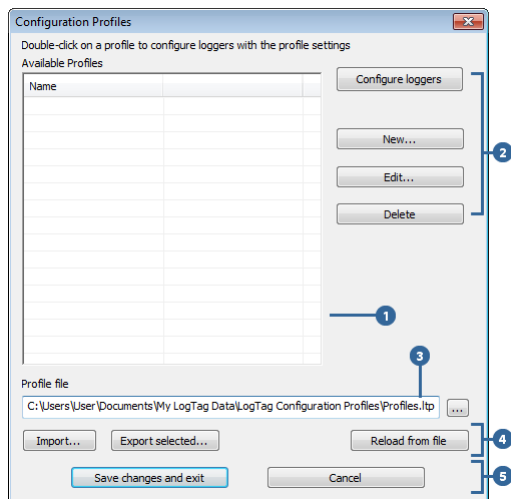 Configuration Profiles
Double-click on a profile to configure loggers with the profile settings
Available Profiles
Name
Configure loggers
New...
2
Edit...
Delete
1
3
Profile file
C:\Users\User\Documents\My LogTag Data\LogTag Configuration Profiles\Profiles.ltp
...
Import...
Export selected...
Reload from file
4
Save changes and exit
Cancel
5